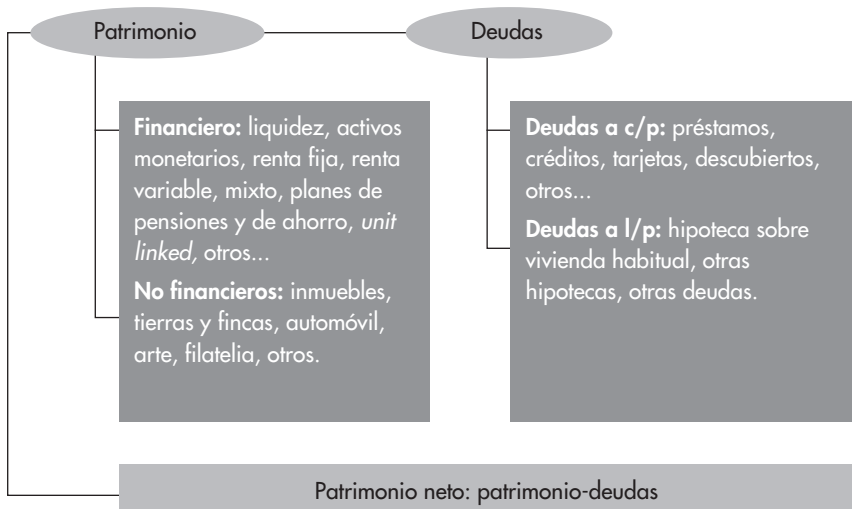 Patrimonio
Deudas
Financiero: liquidez, activos
monetarios, renta fija, renta
variable, mixto, planes de
pensiones y de ahorro, unit
linked, otros...
No financieros: inmuebles,
tierras y fincas, automóvil,
arte, filatelia, otros.
Deudas a c/p: préstamos,
créditos, tarjetas, descubiertos,
otros...
Deudas a l/p: hipoteca sobre
vivienda habitual, otras
hipotecas, otras deudas.
Patrimonio neto: patrimonio-deudas